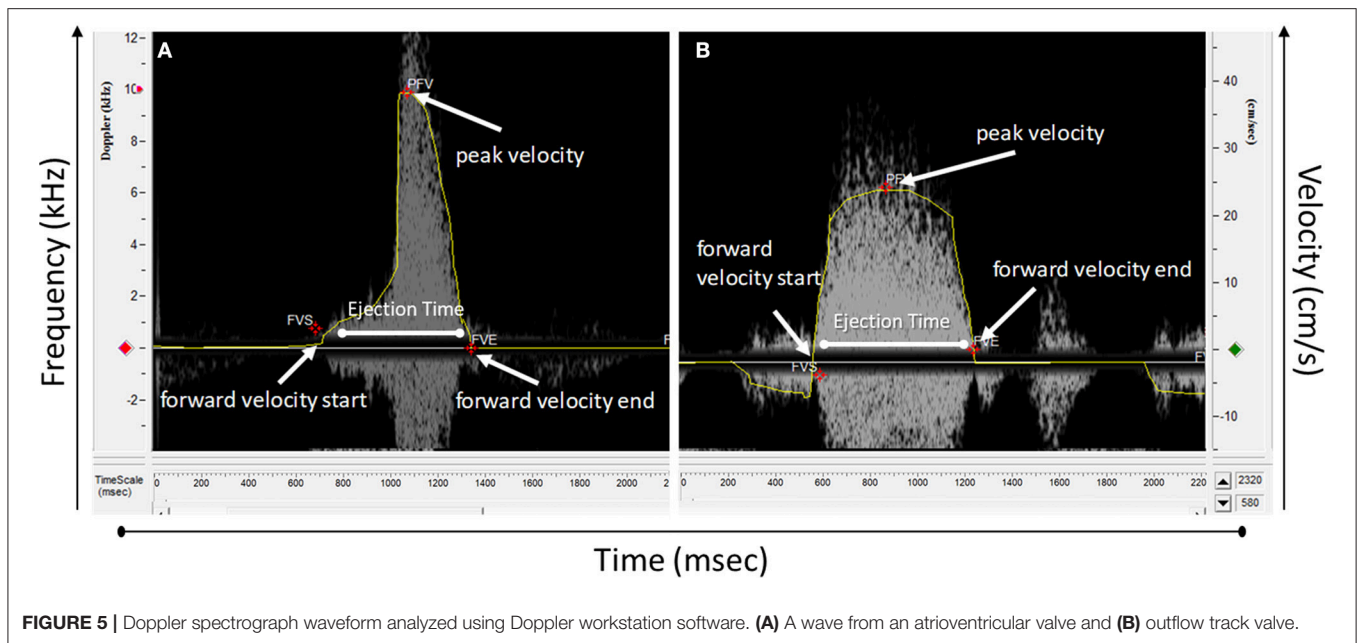 A
B
12-
10
8-
6-
4-
2-
0-
-2-
Doppler (kHz)
Frequency (kHz)
PFV
peak velocity
FVS
Ejection Time
FVE
F
forward velocity start
forward velocity end
PFV
peak velocity
forward
velocity start
forward velocity end
Ejection Time
FVE
FVS
FV
40
30
20
10
0
-10
(cm/sec)
Velocity (cm/s)
TimeScale
(msec)
0 200 400 600 800 1000 1200 1400 1600 1800 2000 2
0 200 400 600 800 1000 1200 1400 1600 1800 2000 220
2320
580
Time (msec)
FIGURE 5 | Doppler spectrograph waveform analyzed using Doppler workstation software. (A) A wave from an atrioventricular valve and (B) outflow track valve.